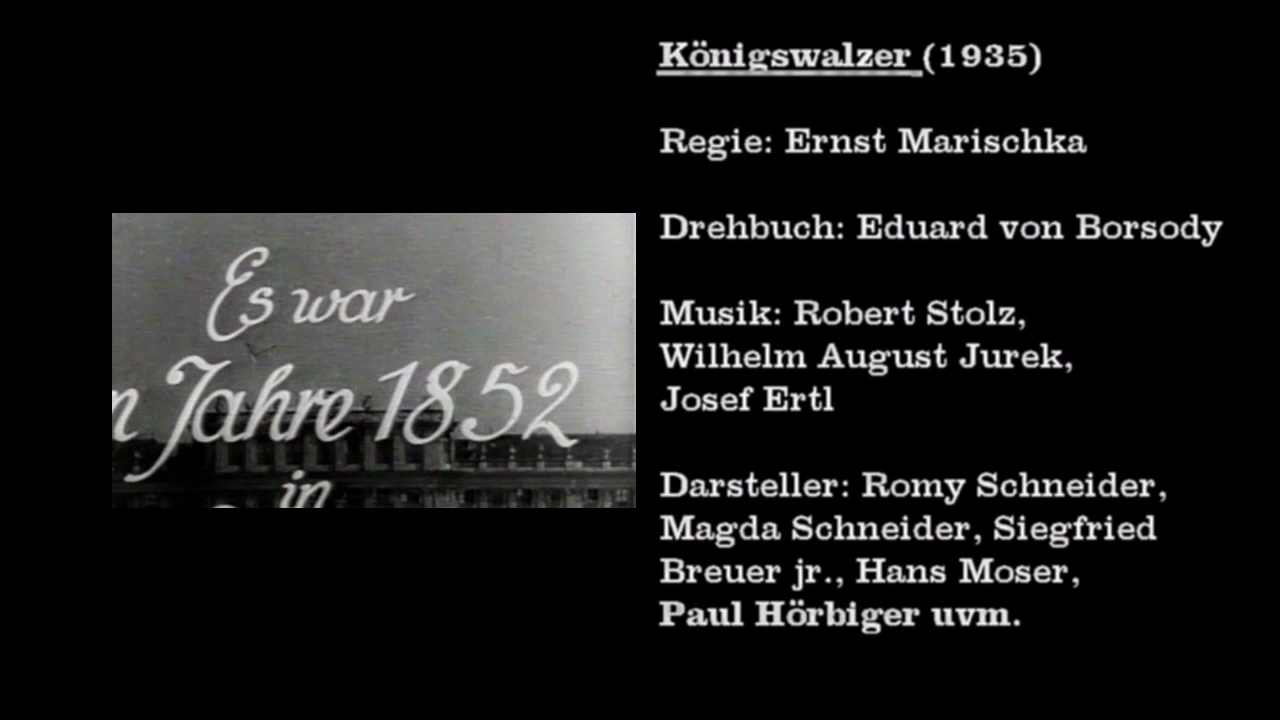 Es war
n Jahre 1852
in
Königswalzer (1935)
Regie: Ernst Marischka
Drehbuch: Eduard von Borsody
Musik: Robert Stolz,
Wilhelm August Jurek,
Josef Ertl
Darsteller: Romy Schneider,
Magda Schneider, Siegfried
Breuer jr., Hans Moser,
Paul Hörbiger uvm.